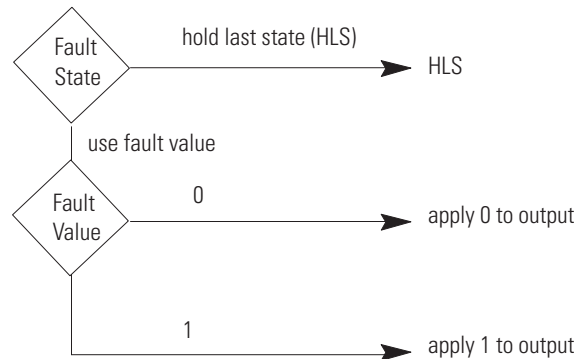 hold last state (HLS)
Fault
State
HLS
use fault value
Fault
Value
0
apply 0 to output
1
apply 1 to output